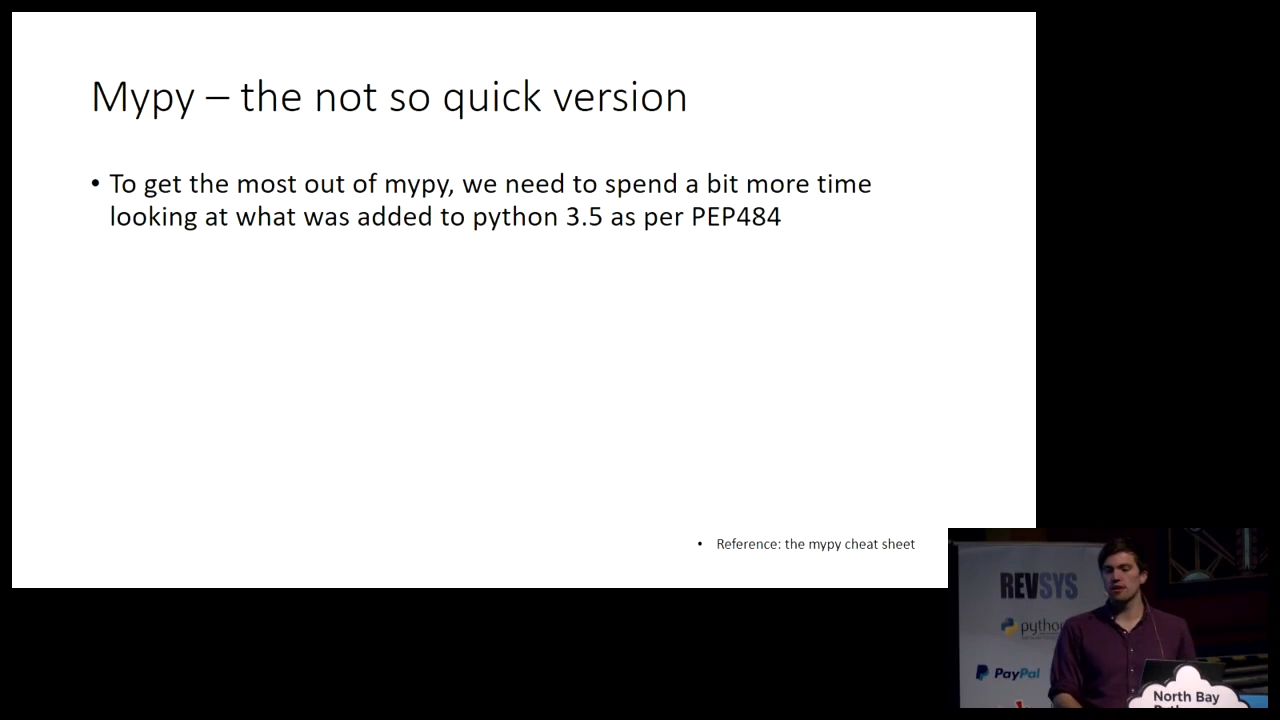 Mypy – the not so quick version
• To get the most out of mypy, we need to spend a bit more time
looking at what was added to python 3.5 as per PEP484
• Reference: the mypy cheat sheet
REVSYS
python
PayPal
North Bay